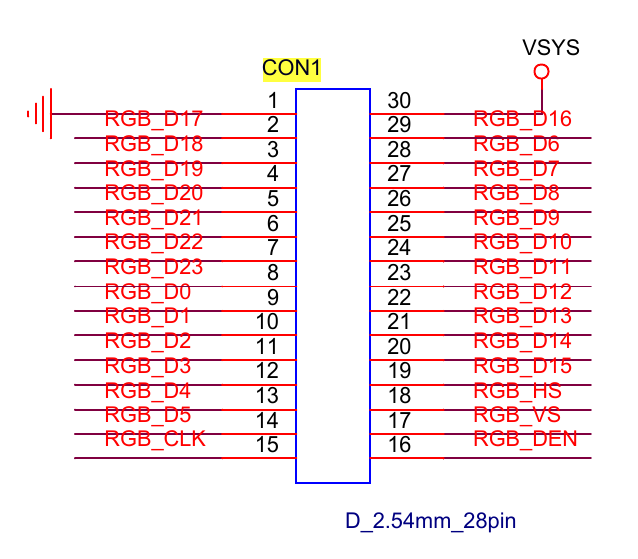 VSYS
CON1
1 30
RGB_D17 2 29 RGB_D16
RGB_D18 3 28 RGB_D6
RGB_D19 4 27 RGB_D7
RGB_D20 5 26 RGB_D8
RGB_D21 6 25 RGB_D9
RGB_D22 7 24 RGB_D10
RGB_D23 8 23 RGB_D11
RGB_D0 9 22 RGB_D12
RGB_D1 10 21 RGB_D13
RGB_D2 11 20 RGB_D14
RGB_D3 12 19 RGB_D15
RGB_D4 13 18 RGB_HS
RGB_D5 14 17 RGB_VS
RGB_CLK 15 16 RGB_DEN
D_2.54mm_28pin